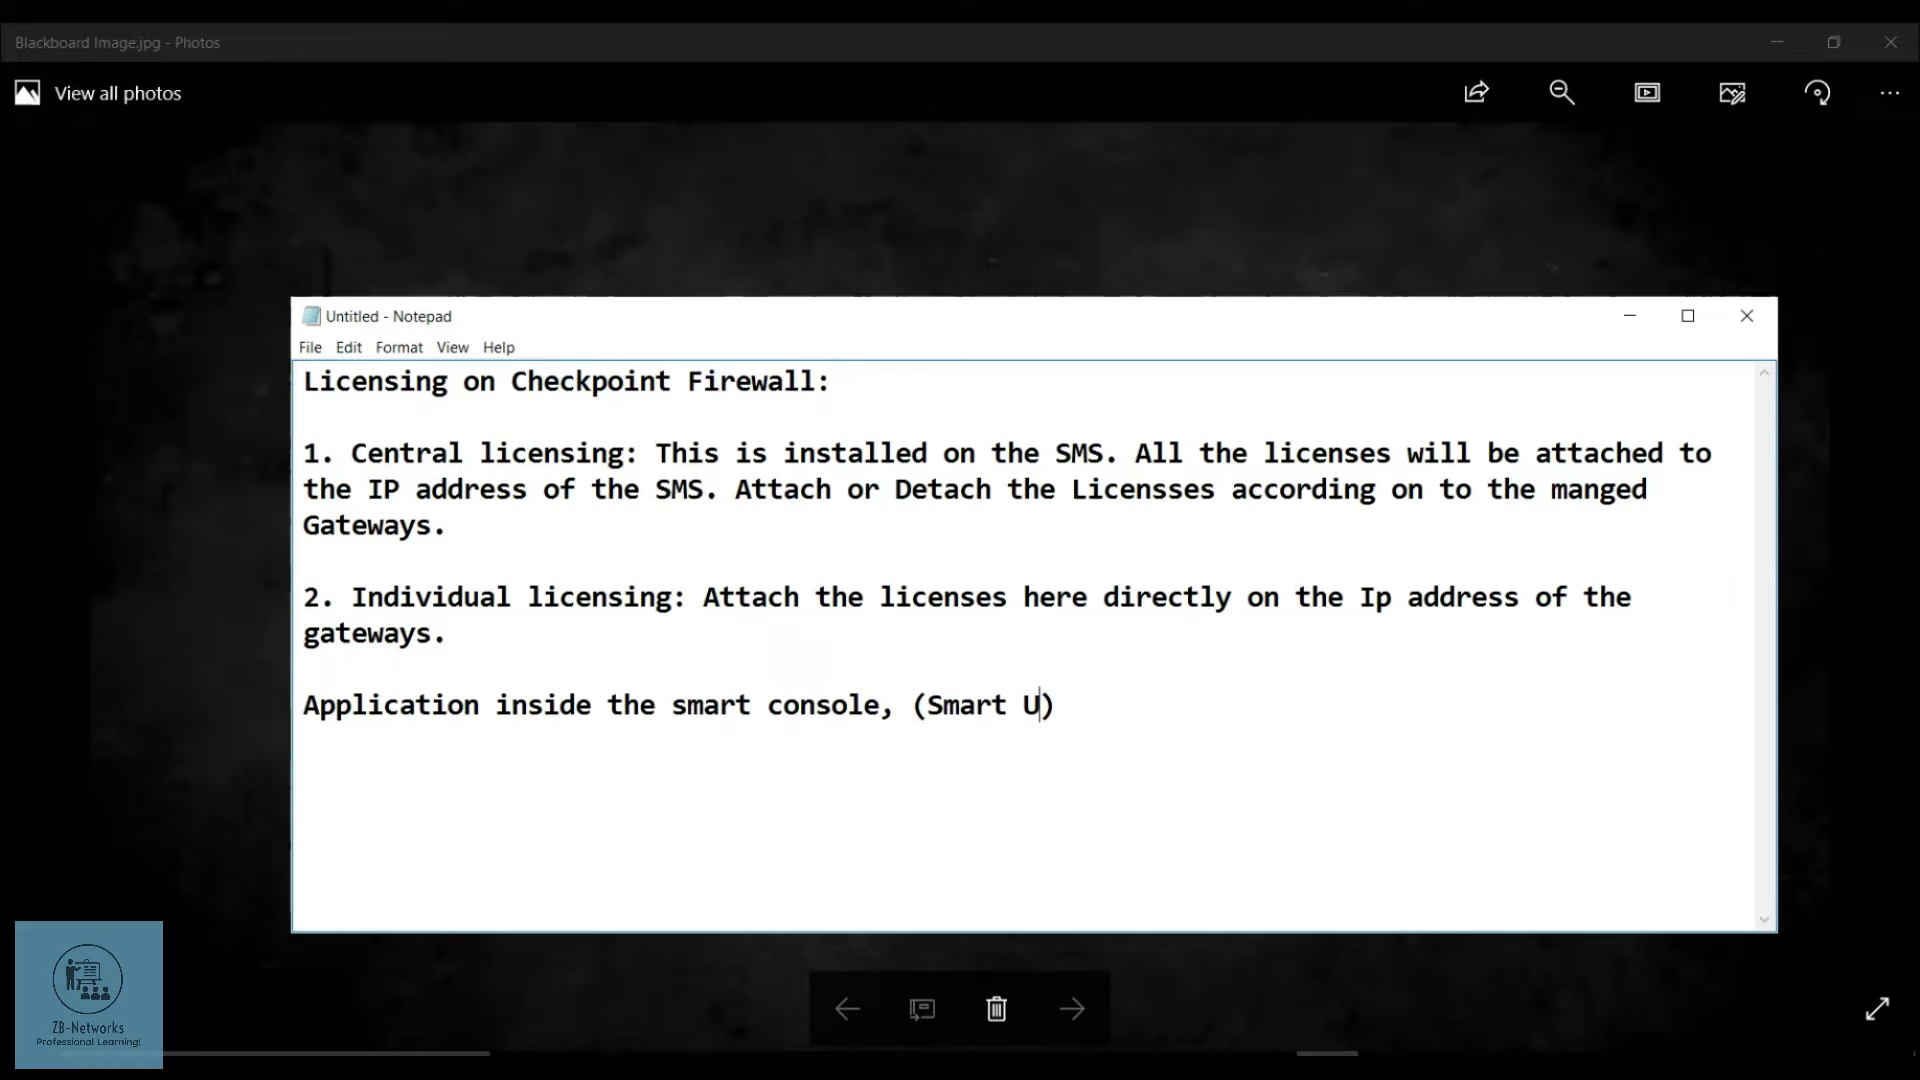 Blackboard Image.jpg - Photos
View all photos
Untitled - Notepad
File Edit Format View Help
Licensing on Checkpoint Firewall:
1. Central licensing: This is installed on the SMS. All the licenses will be attached to
the IP address of the SMS. Attach or Detach the Licensses according on to the manged
Gateways.
2. Individual licensing: Attach the licenses here directly on the Ip address of the
gateways.
Application inside the smart console, (Smart U)
ZB-Networks
Professional Learning!